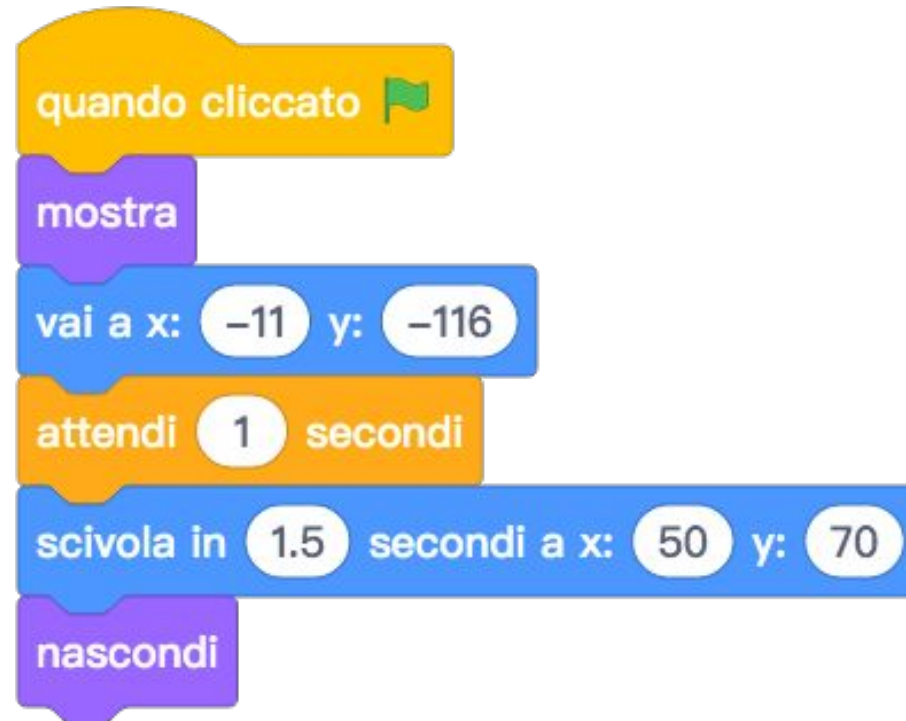 quando cliccato
mostra
vai a x: –11 y: –116
attendi 1 secondi
scivola in 1.5 secondi a x: 50 y: 70
nascondi